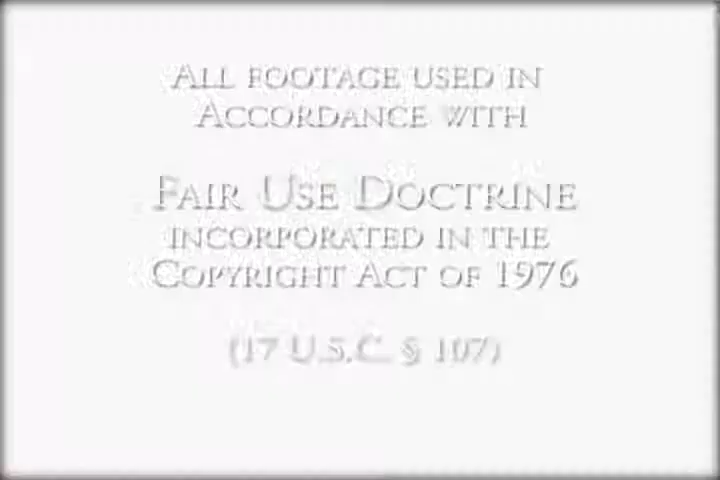 ALL FOOTAGE USED IN
ACCORDANCE WITH
FAIR USE DOCTRINE
INCORPORATED IN THE
COPYRIGHT ACT OF 1976
(17 U.S.C. § 107)